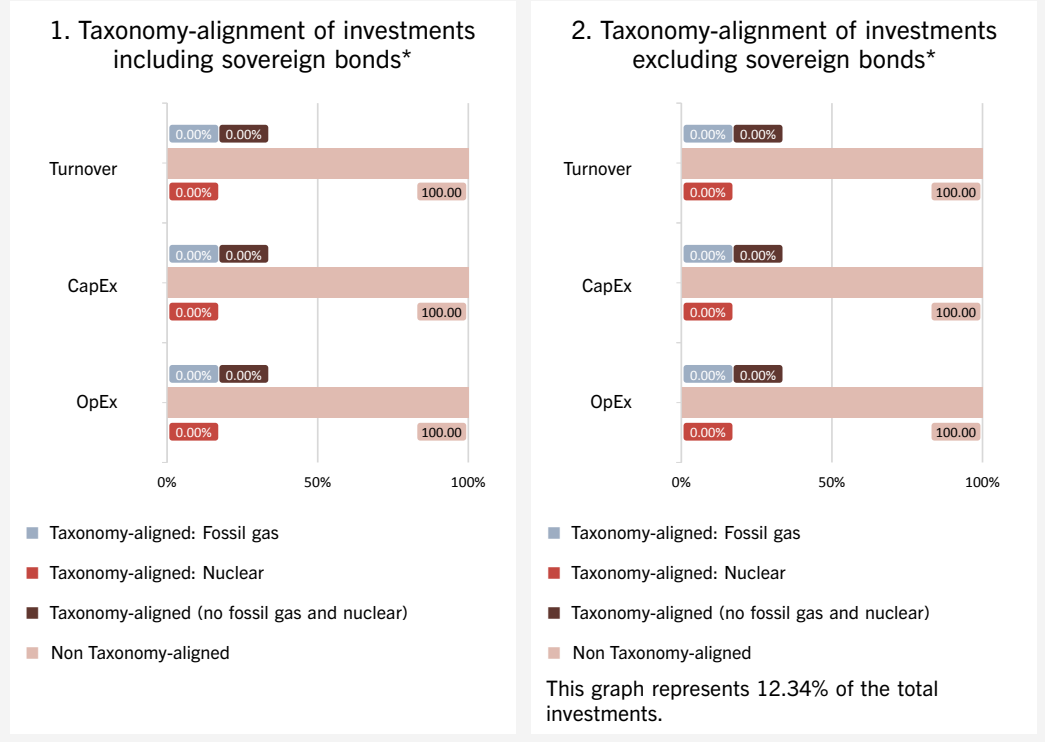 1. Taxonomy-alignment of investments
including sovereign bonds*
0.00% 0.00%
Turnover
0.00% 100.00
0.00% 0.00%
CapEx
0.00% 100.00
0.00% 0.00%
OpEx
0.00% 100.00
0% 50% 100%
Taxonomy-aligned: Fossil gas
Taxonomy-aligned: Nuclear
Taxonomy-aligned (no fossil gas and nuclear)
Non Taxonomy-aligned
2. Taxonomy-alignment of investments
excluding sovereign bonds*
0.00% 0.00%
Turnover
0.00% 100.00
0.00% 0.00%
CapEx
0.00% 100.00
0.00% 0.00%
OpEx
0.00% 100.00
0% 50% 100%
Taxonomy-aligned: Fossil gas
Taxonomy-aligned: Nuclear
Taxonomy-aligned (no fossil gas and nuclear)
Non Taxonomy-aligned
This graph represents 12.34% of the total
investments.